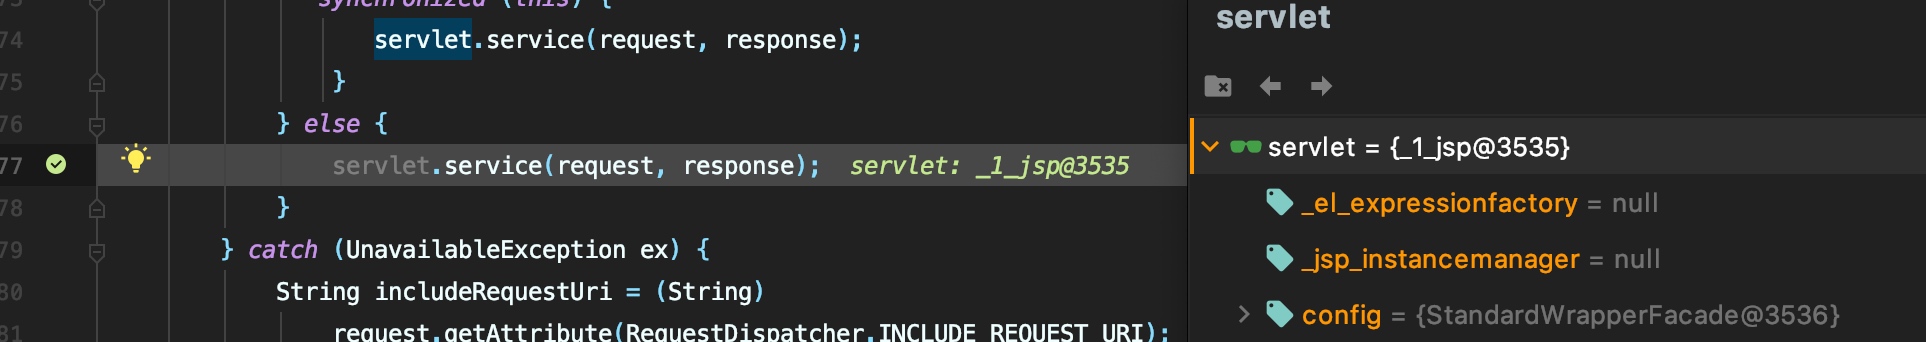 73
synchronized (this) {
74
servlet.service(request, response);
75
}
76
} else {
77
servlet.service(request, response); servlet: _1_jsp@3535
78
}
79
} catch (UnavailableException ex) {
80
String includeRequestUri = (String)
81
request.getAttribute(RequestDispatcher.INCLUDE_REQUEST_URI);
servlet
servlet = {_1_jsp@3535}
_el_expressionfactory = null
_jsp_instancemanager = null
config = {StandardWrapperFacade@3536}